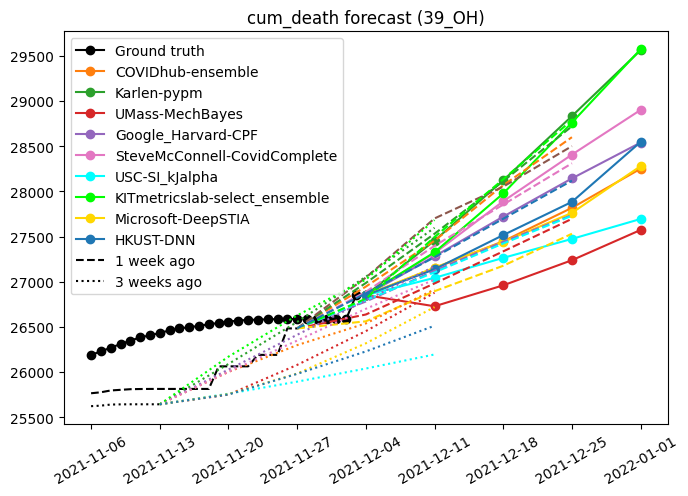 cum_death forecast (39_OH)
29500
29000
28500
28000
27500
27000
26500
26000
25500
Ground truth
COVIDhub-ensemble
Karlen-pypm
UMass-MechBayes
Google_Harvard-CPF
SteveMcConnell-CovidComplete
USC-SI_kJalpha
KITmetricslab-select_ensemble
Microsoft-DeepSTIA
HKUST-DNN
1 week ago
3 weeks ago
2021-11-06
2021-11-13
2021-11-20
2021-11-27
2021-12-04
2021-12-11
2021-12-18
2021-12-25
2022-01-01